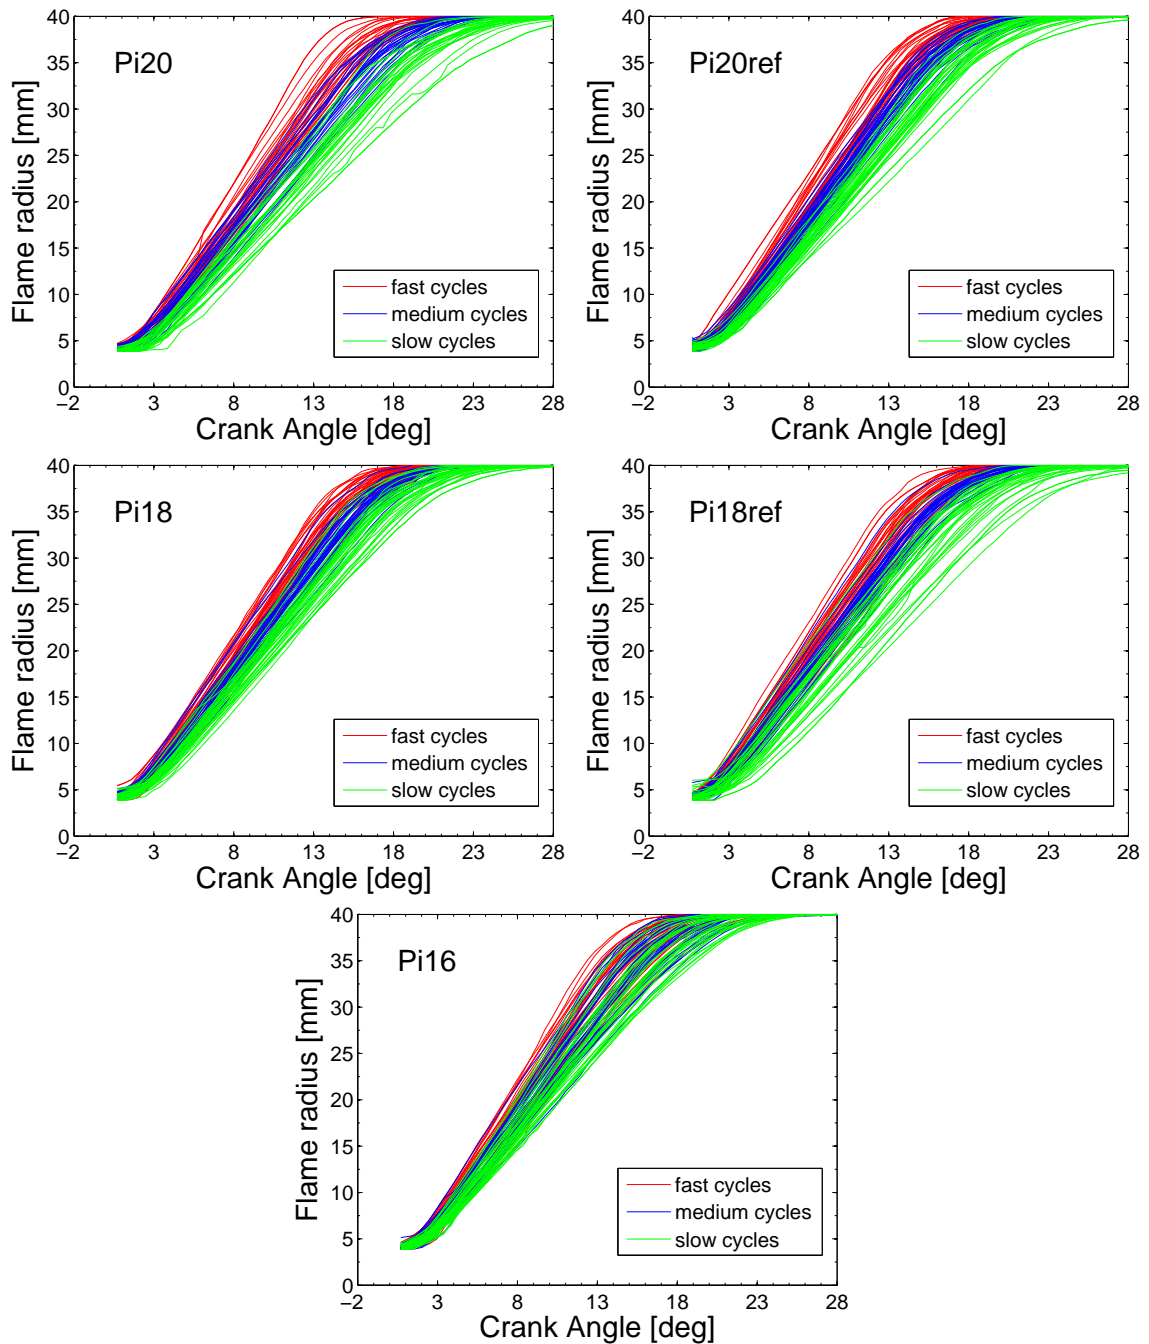 Pi20
Flame radius [mm]
40
35
30
25
20
15
10
5
0
fast cycles
medium cycles
slow cycles
−2 3 8 13 18 23 28
Crank Angle [deg]
Pi20ref
Flame radius [mm]
40
35
30
25
20
15
10
5
0
fast cycles
medium cycles
slow cycles
−2 3 8 13 18 23 28
Crank Angle [deg]
Pi18
Flame radius [mm]
40
35
30
25
20
15
10
5
0
fast cycles
medium cycles
slow cycles
−2 3 8 13 18 23 28
Crank Angle [deg]
Pi18ref
Flame radius [mm]
40
35
30
25
20
15
10
5
0
fast cycles
medium cycles
slow cycles
−2 3 8 13 18 23 28
Crank Angle [deg]
Pi16
Flame radius [mm]
40
35
30
25
20
15
10
5
0
fast cycles
medium cycles
slow cycles
−2 3 8 13 18 23 28
Crank Angle [deg]